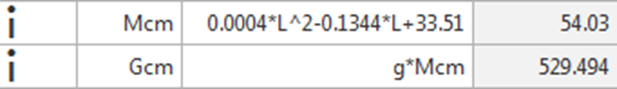 i Mcm 0.0004*L^2-0.1344*L+33.51 54.03
i Gcm g*Mcm 529.494